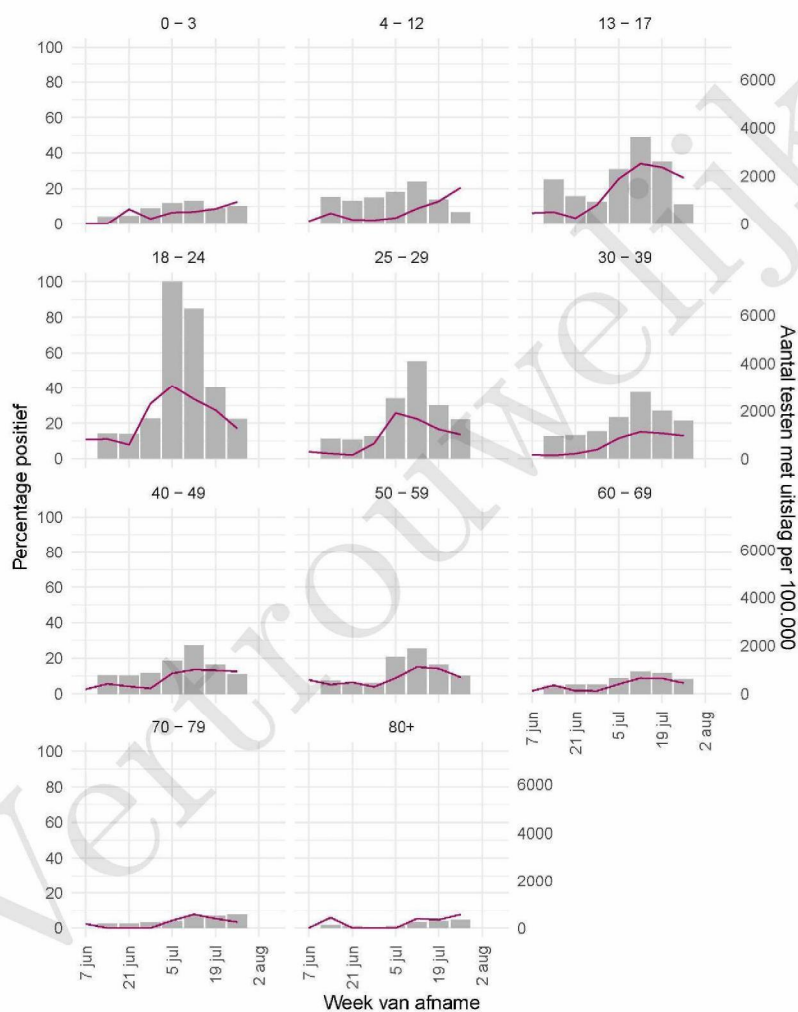 0 – 3
4 – 12
13 – 17
100
80
60
40
20
0
6000
4000
2000
0
18 – 24
25 – 29
30 – 39
100
80
60
40
20
0
6000
4000
2000
0
40 – 49
50 – 59
60 – 69
100
80
60
40
20
0
6000
4000
2000
0
7 jun
21 jun
5 jul
19 jul
2 aug
70 – 79
80+
100
80
60
40
20
0
6000
4000
2000
0
7 jun
21 jun
5 jul
19 jul
2 aug
7 jun
21 jun
5 jul
19 jul
2 aug
Percentage positief
Aantal testen met uitslag per 100.000
Week van afname
Vertrouwelijk